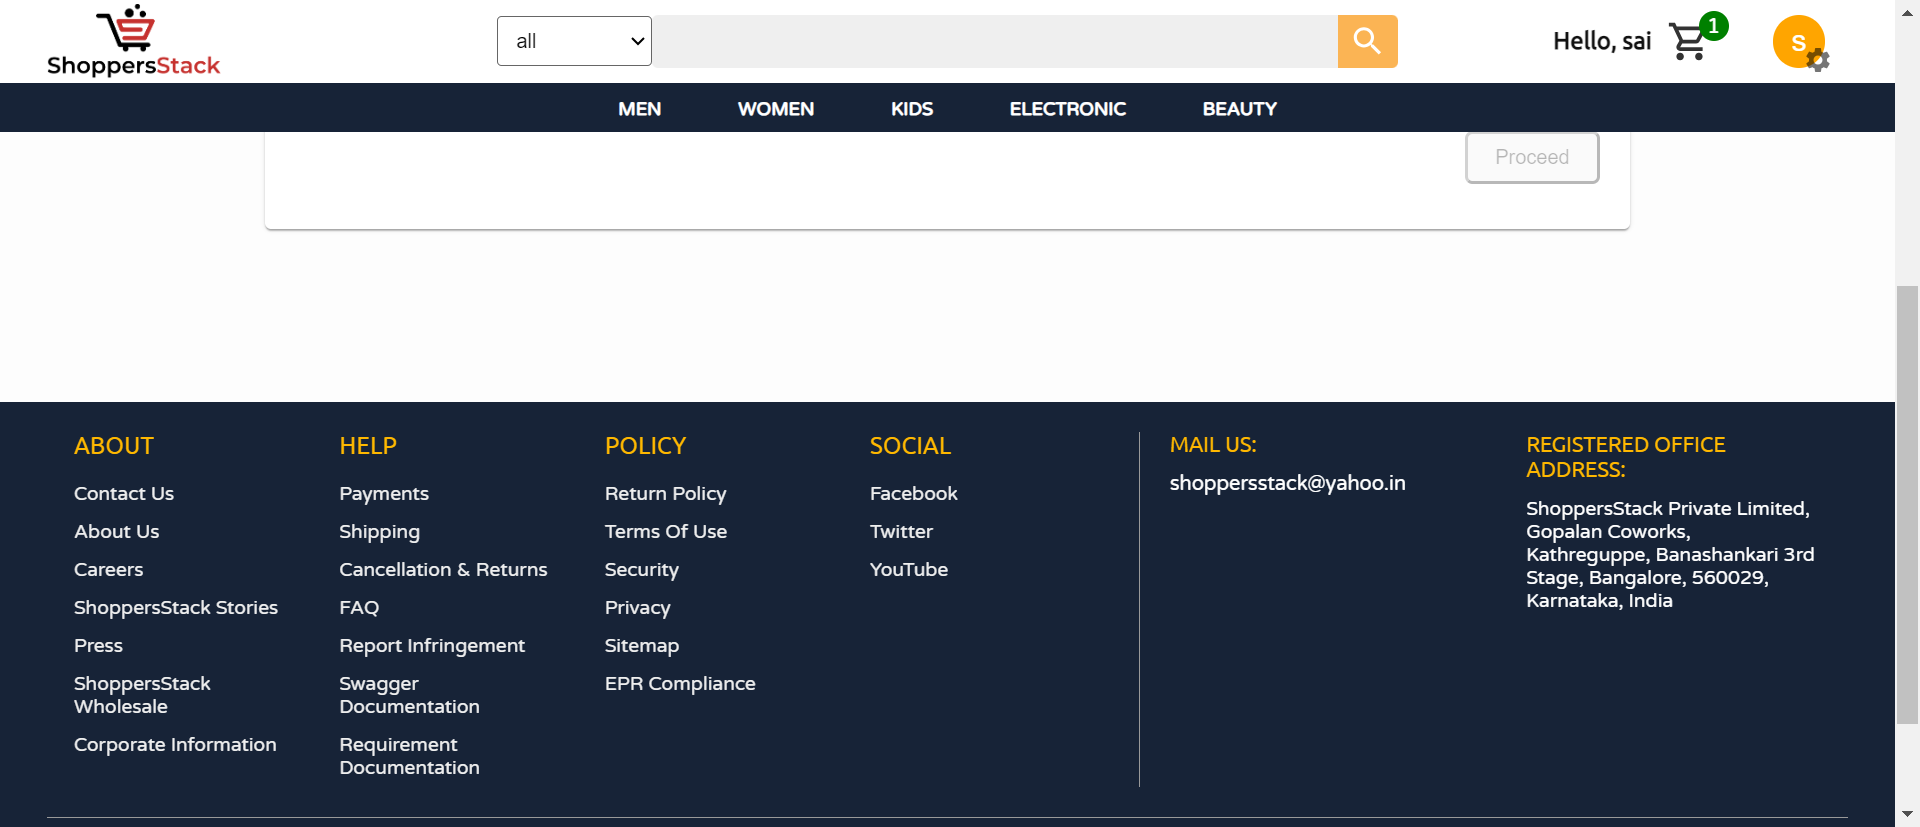 ShoppersStack
all
Hello, sai
1
S
MEN
WOMEN
KIDS
ELECTRONIC
BEAUTY
Proceed
ABOUT
Contact Us
About Us
Careers
ShoppersStack Stories
Press
ShoppersStack
Wholesale
Corporate Information
HELP
Payments
Shipping
Cancellation & Returns
FAQ
Report Infringement
Swagger
Documentation
Requirement
Documentation
POLICY
Return Policy
Terms Of Use
Security
Privacy
Sitemap
EPR Compliance
SOCIAL
Facebook
Twitter
YouTube
MAIL US:
shoppersstack@yahoo.in
REGISTERED OFFICE
ADDRESS:
ShoppersStack Private Limited,
Gopalan Coworks,
Kathreguppe, Banashankari 3rd
Stage, Bangalore, 560029,
Karnataka, India